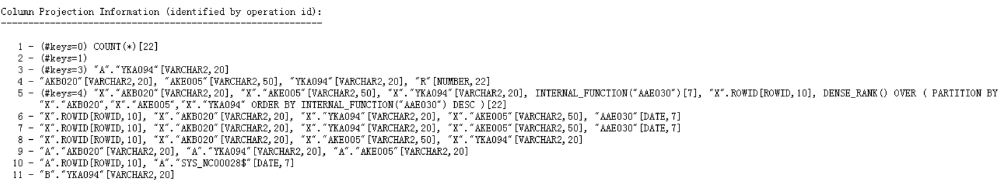 Column Projection Information (identified by operation id):
-----------------------------------------------------------
1 - (#keys=0) COUNT(*)[22]
2 - (#keys=1)
3 - (#keys=3) "A"."YKA094"[VARCHAR2,20]
4 - "AKB020"[VARCHAR2,20], "AKE005"[VARCHAR2,50], "YKA094"[VARCHAR2,20], "R"[NUMBER,22]
5 - (#keys=4) "X"."AKB020"[VARCHAR2,20], "X"."AKE005"[VARCHAR2,50], "X"."YKA094"[VARCHAR2,20], INTERNAL_FUNCTION("AAE030")[7], "X".ROWID[ROWID,10], DENSE_RANK() OVER ( PARTITION BY
"X"."AKB020","X"."AKE005","X"."YKA094" ORDER BY INTERNAL_FUNCTION("AAE030") DESC )[22]
6 - "X".ROWID[ROWID,10], "X"."AKB020"[VARCHAR2,20], "X"."YKA094"[VARCHAR2,20], "X"."AKE005"[VARCHAR2,50], "AAE030"[DATE,7]
7 - "X".ROWID[ROWID,10], "X"."AKB020"[VARCHAR2,20], "X"."YKA094"[VARCHAR2,20], "X"."AKE005"[VARCHAR2,50], "AAE030"[DATE,7]
8 - "X".ROWID[ROWID,10], "X"."AKB020"[VARCHAR2,20], "X"."AKE005"[VARCHAR2,50], "X"."YKA094"[VARCHAR2,20]
9 - "A"."AKB020"[VARCHAR2,20], "A"."YKA094"[VARCHAR2,20], "A"."AKE005"[VARCHAR2,20]
10 - "A".ROWID[ROWID,10], "A"."SYS_NC00028$"[DATE,7]
11 - "B"."YKA094"[VARCHAR2,20]